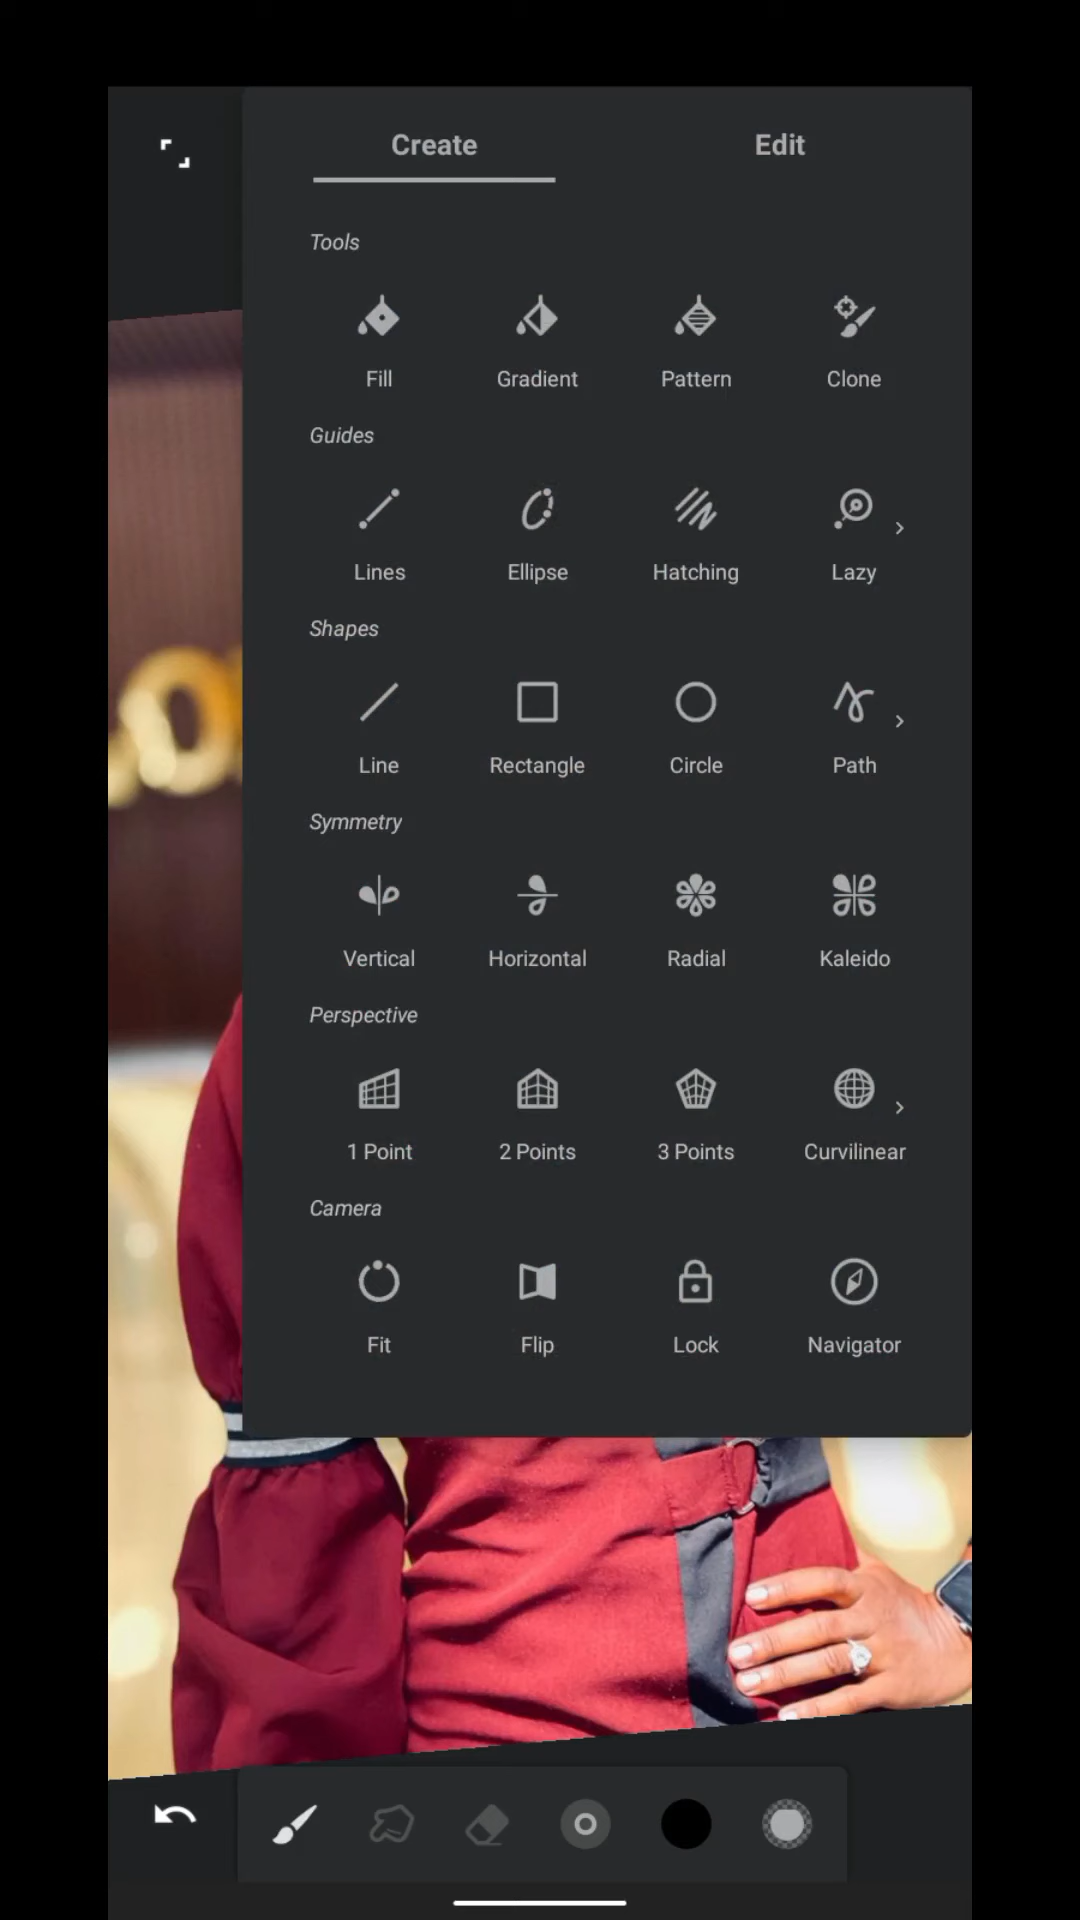 Create Edit
Tools
Fill Gradient Pattern Clone
Guides
Lines Ellipse Hatching Lazy
Shapes
Line Rectangle Circle Path
Symmetry
Vertical Horizontal Radial Kaleido
Perspective
1 Point 2 Points 3 Points Curvilinear
Camera
Fit Flip Lock Navigator